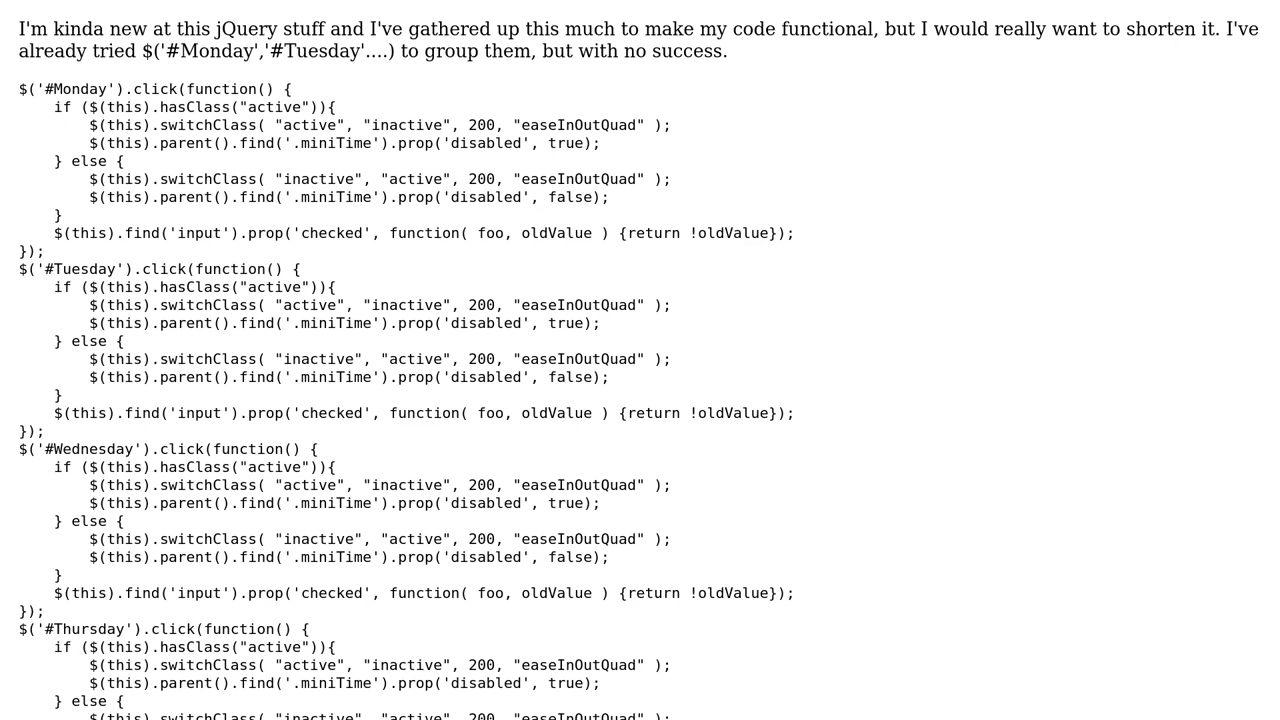 I'm kinda new at this jQuery stuff and I've gathered up this much to make my code functional, but I would really want to shorten it. I've
already tried $('#Monday','#Tuesday'....) to group them, but with no success.
$('#Monday').click(function() {
    if ($(this).hasClass("active")){
        $(this).switchClass( "active", "inactive", 200, "easeInOutQuad" );
        $(this).parent().find('.miniTime').prop('disabled', true);
    } else {
        $(this).switchClass( "inactive", "active", 200, "easeInOutQuad" );
        $(this).parent().find('.miniTime').prop('disabled', false);
    }
    $(this).find('input').prop('checked', function( foo, oldValue ) {return !oldValue});
});
$('#Tuesday').click(function() {
    if ($(this).hasClass("active")){
        $(this).switchClass( "active", "inactive", 200, "easeInOutQuad" );
        $(this).parent().find('.miniTime').prop('disabled', true);
    } else {
        $(this).switchClass( "inactive", "active", 200, "easeInOutQuad" );
        $(this).parent().find('.miniTime').prop('disabled', false);
    }
    $(this).find('input').prop('checked', function( foo, oldValue ) {return !oldValue});
});
$('#Wednesday').click(function() {
    if ($(this).hasClass("active")){
        $(this).switchClass( "active", "inactive", 200, "easeInOutQuad" );
        $(this).parent().find('.miniTime').prop('disabled', true);
    } else {
        $(this).switchClass( "inactive", "active", 200, "easeInOutQuad" );
        $(this).parent().find('.miniTime').prop('disabled', false);
    }
    $(this).find('input').prop('checked', function( foo, oldValue ) {return !oldValue});
});
$('#Thursday').click(function() {
    if ($(this).hasClass("active")){
        $(this).switchClass( "active", "inactive", 200, "easeInOutQuad" );
        $(this).parent().find('.miniTime').prop('disabled', true);
    } else {
        $(this).switchClass( "inactive", "active", 200, "easeInOutQuad" );